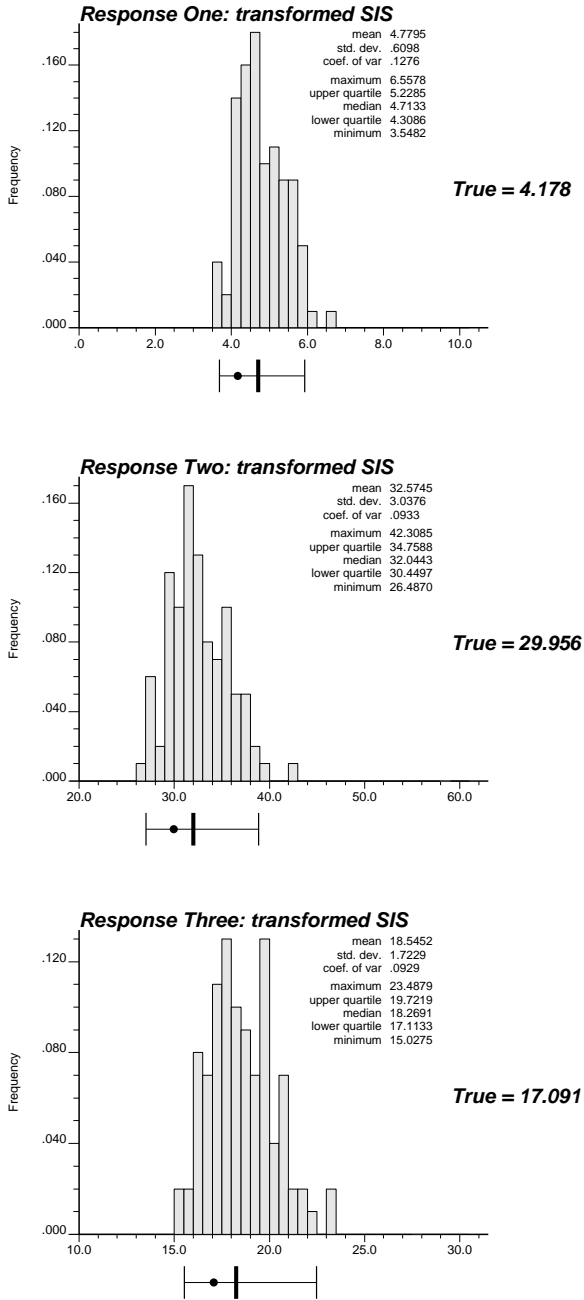 Response One: transformed SIS
mean 4.7795
std. dev. .6098
coef. of var .1276
maximum 6.5578
upper quartile 5.2285
median 4.7133
lower quartile 4.3086
minimum 3.5482
Frequency
.160
.120
.080
.040
.000
.0 2.0 4.0 6.0 8.0 10.0
True = 4.178
Response Two: transformed SIS
mean 32.5745
std. dev. 3.0376
coef. of var .0933
maximum 42.3085
upper quartile 34.7588
median 32.0443
lower quartile 30.4497
minimum 26.4870
Frequency
.160
.120
.080
.040
.000
20.0 30.0 40.0 50.0 60.0
True = 29.956
Response Three: transformed SIS
mean 18.5452
std. dev. 1.7229
coef. of var .0929
maximum 23.4879
upper quartile 19.7219
median 18.2691
lower quartile 17.1133
minimum 15.0275
Frequency
.120
.080
.040
.000
10.0 15.0 20.0 25.0 30.0
True = 17.091